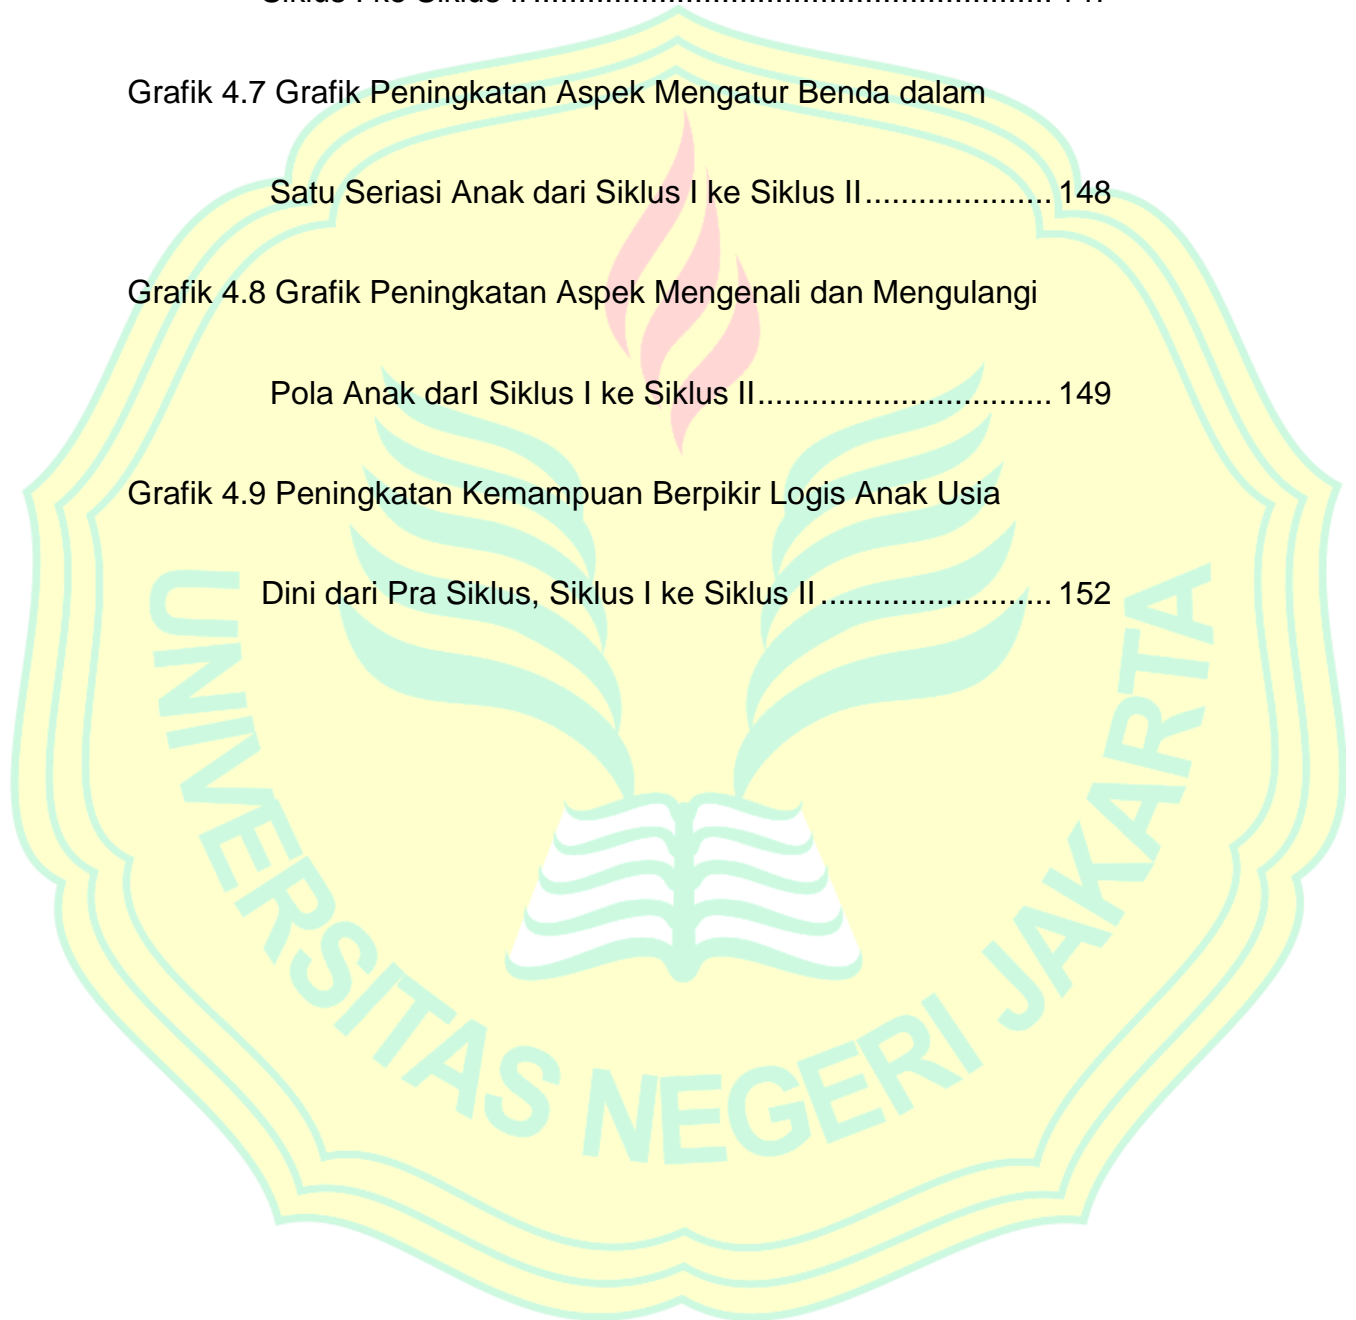 Grafik 4.7 Grafik Peningkatan Aspek Mengatur Benda dalam
Satu Seriasi Anak dari Siklus I ke Siklus II..................... 148
Grafik 4.8 Grafik Peningkatan Aspek Mengenali dan Mengulangi
Pola Anak darI Siklus I ke Siklus II................................. 149
Grafik 4.9 Peningkatan Kemampuan Berpikir Logis Anak Usia
Dini dari Pra Siklus, Siklus I ke Siklus II.......................... 152
UNIVERSITAS NEGERI JAKARTA